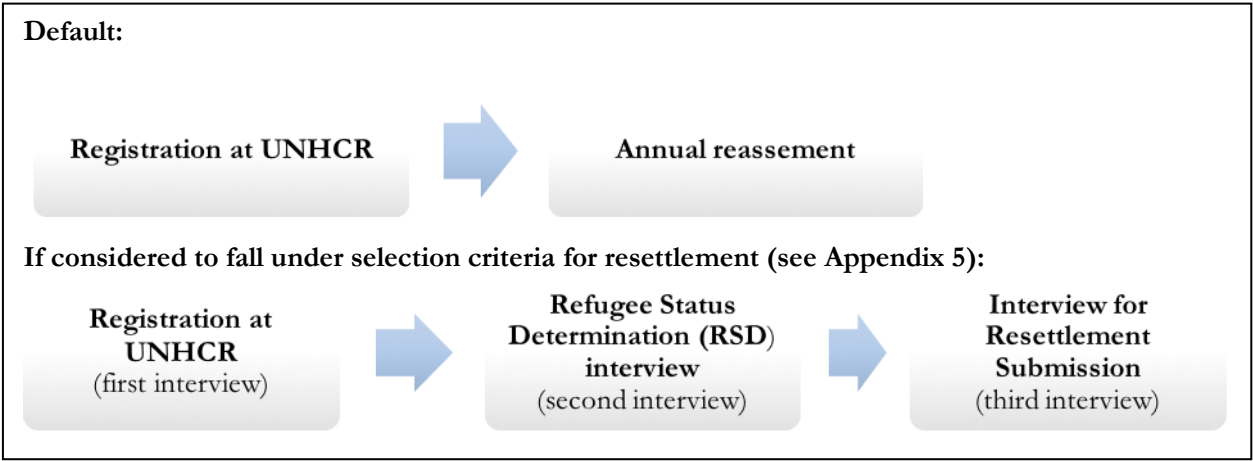 Default:
Registration at UNHCR
Annual reassement
If considered to fall under selection criteria for resettlement (see Appendix 5):
Registration at
UNHCR
(first interview)
Refugee Status
Determination (RSD)
interview
(second interview)
Interview for
Resettlement
Submission
(third interview)